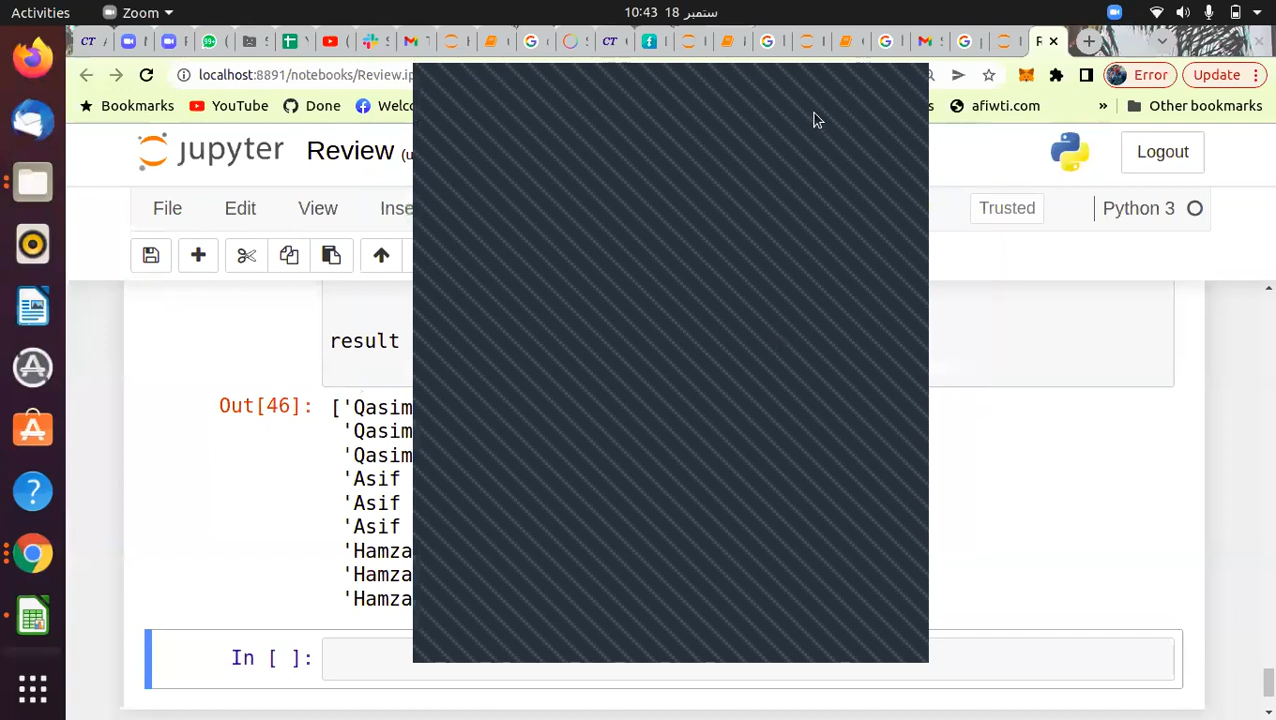 Activities Zoom 10:43 18 ستمبر
localhost:8891/notebooks/Review.ip Error Update
Bookmarks YouTube Done Welc afiwti.com » Other bookmarks
jupyter Review (u Logout
File Edit View Inse Trusted Python 3
result
Out[46]: ['Qasim
'Qasim
'Qasim
'Asif
'Asif
'Asif
'Hamza
'Hamza
'Hamza
In [ ]: